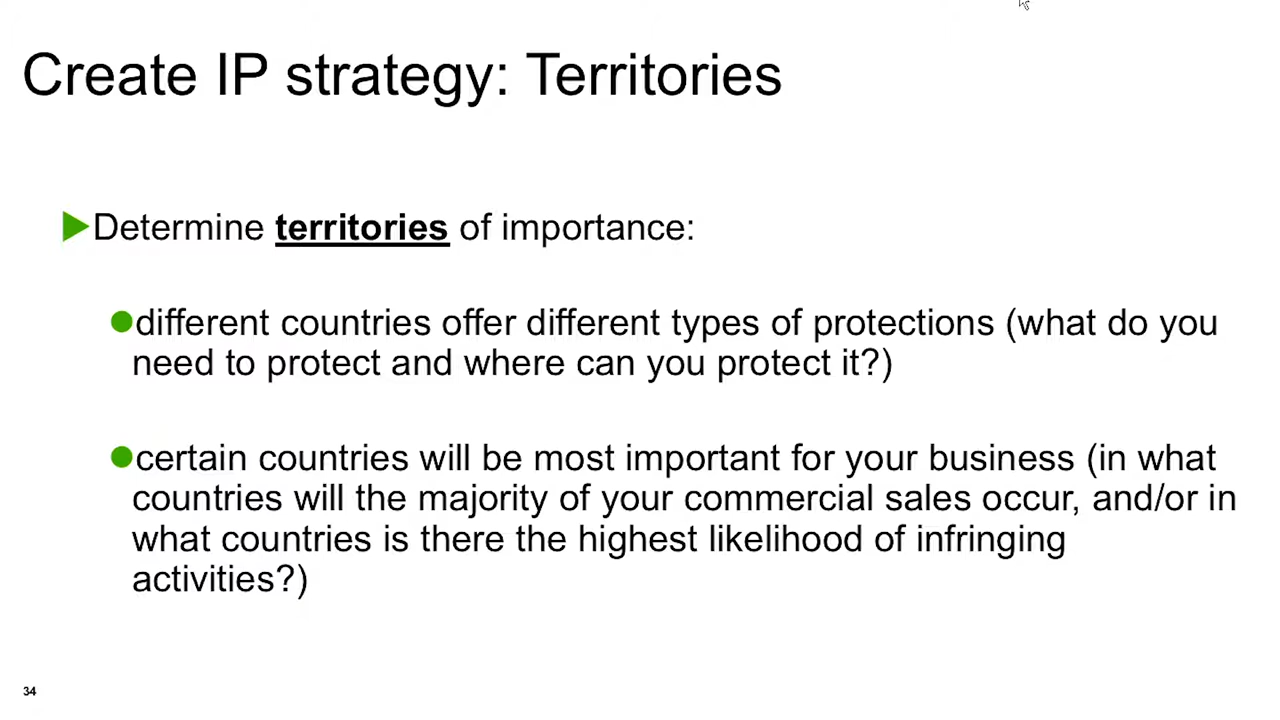 Create IP strategy: Territories
Determine territories of importance:
different countries offer different types of protections (what do you
need to protect and where can you protect it?)
certain countries will be most important for your business (in what
countries will the majority of your commercial sales occur, and/or in
what countries is there the highest likelihood of infringing
activities?)
34